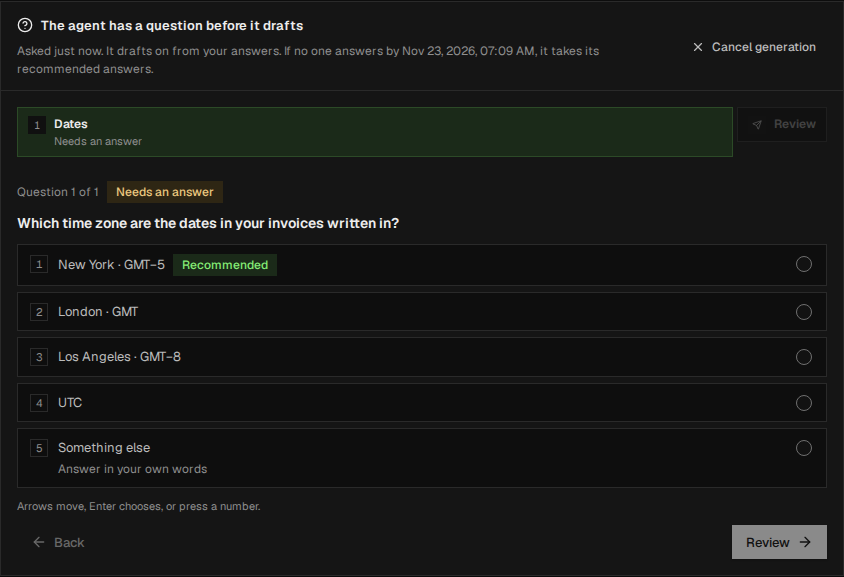 The agent has a question before it drafts
Asked just now. It drafts on from your answers. If no one answers by Nov 23, 2026, 07:09 AM, it takes its
recommended answers.
Cancel generation
1 Dates
Needs an answer
Review
Question 1 of 1 Needs an answer
Which time zone are the dates in your invoices written in?
1 New York · GMT−5 Recommended
2 London · GMT
3 Los Angeles · GMT−8
4 UTC
5 Something else
Answer in your own words
Arrows move, Enter chooses, or press a number.
Back
Review